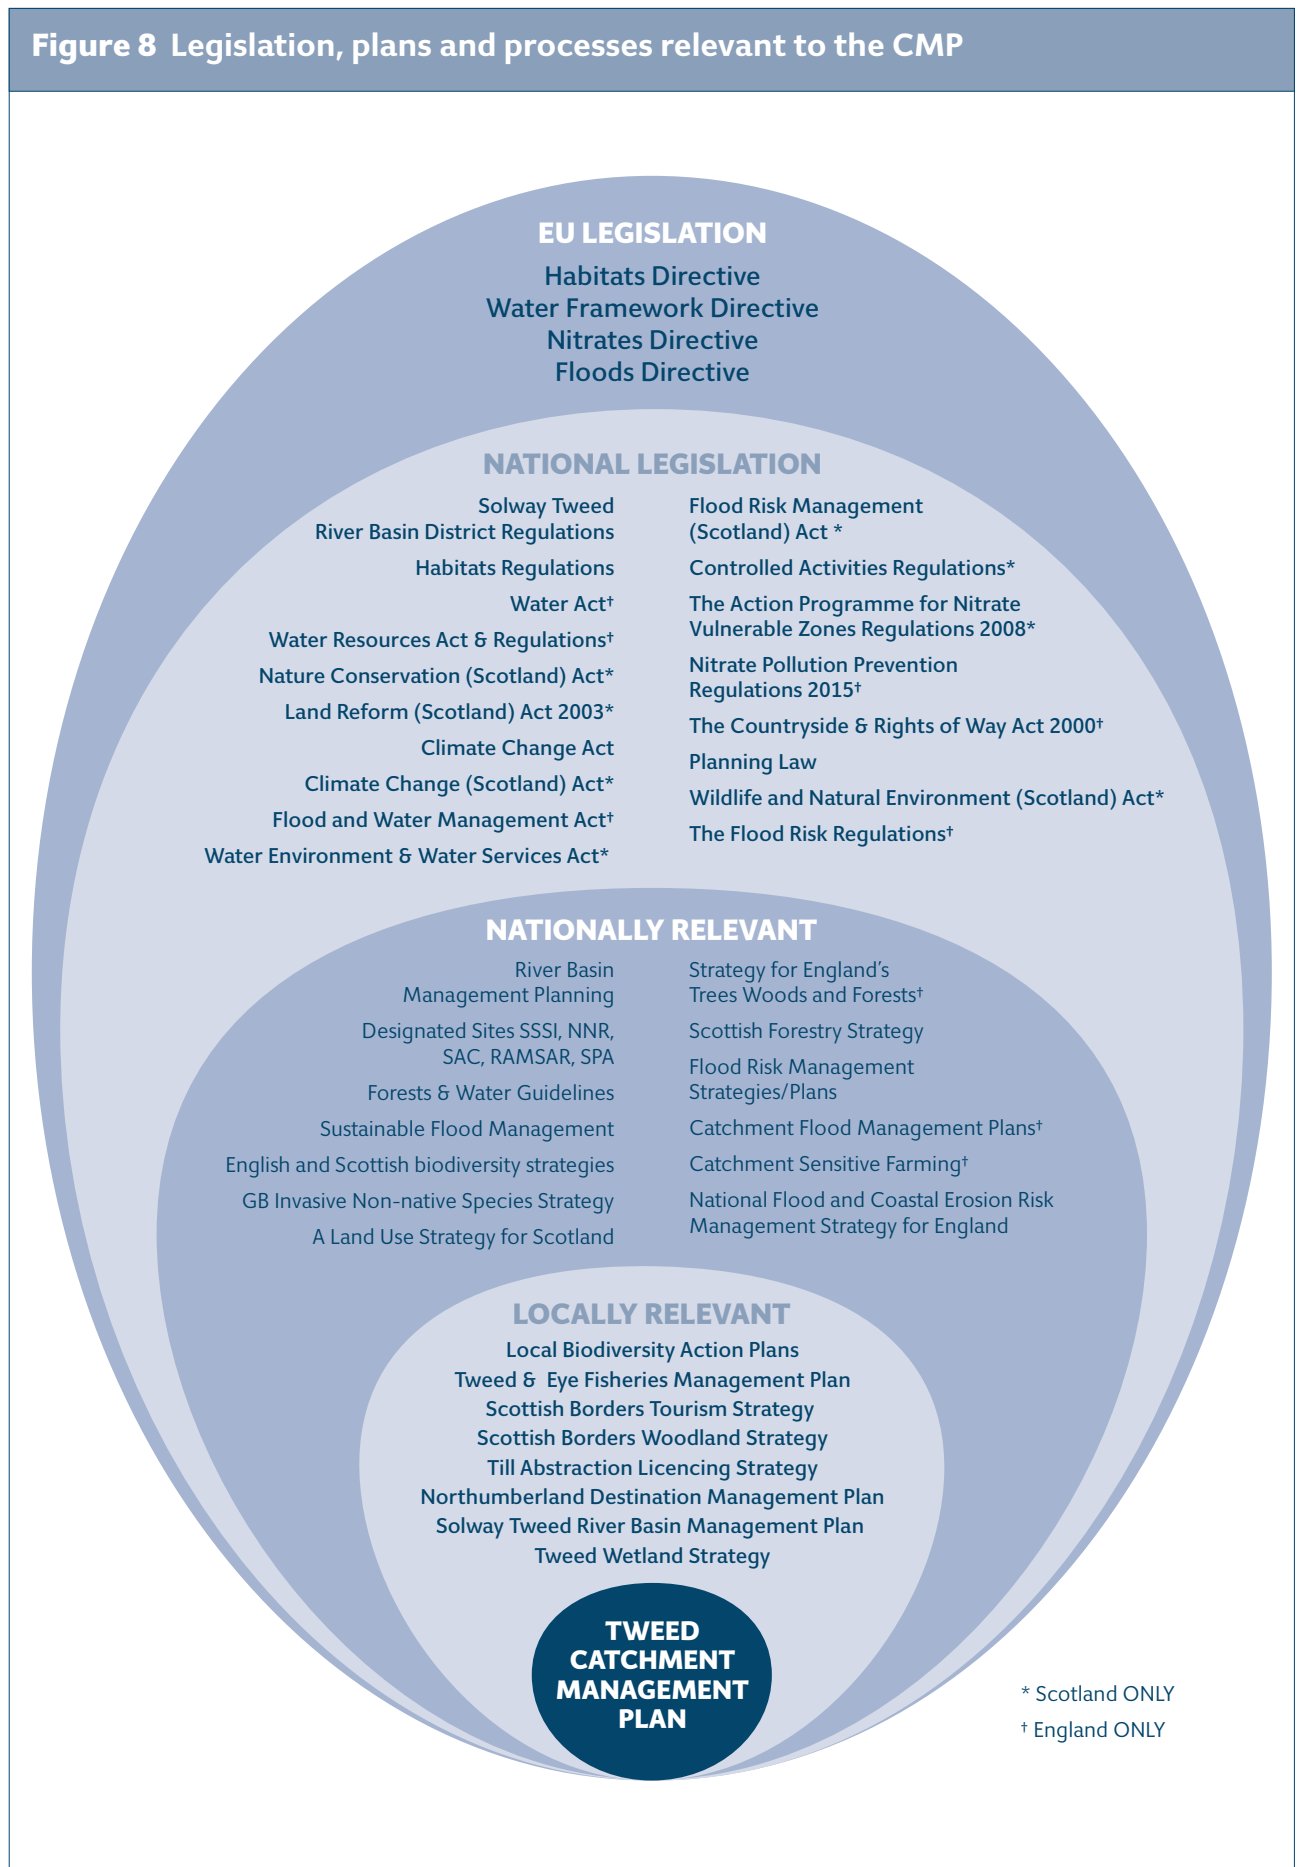 Figure 8 Legislation, plans and processes relevant to the CMP
EU LEGISLATION
Habitats Directive
Water Framework Directive
Nitrates Directive
Floods Directive
NATIONAL LEGISLATION
Solway Tweed
River Basin District Regulations
Habitats Regulations
Water Act†
Water Resources Act & Regulations†
Nature Conservation (Scotland) Act*
Land Reform (Scotland) Act 2003*
Climate Change Act
Climate Change (Scotland) Act*
Flood and Water Management Act†
Water Environment & Water Services Act*
Flood Risk Management
(Scotland) Act *
Controlled Activities Regulations*
The Action Programme for Nitrate
Vulnerable Zones Regulations 2008*
Nitrate Pollution Prevention
Regulations 2015†
The Countryside & Rights of Way Act 2000†
Planning Law
Wildlife and Natural Environment (Scotland) Act*
The Flood Risk Regulations†
NATIONALLY RELEVANT
River Basin
Management Planning
Designated Sites SSSI, NNR,
SAC, RAMSAR, SPA
Forests & Water Guidelines
Sustainable Flood Management
English and Scottish biodiversity strategies
GB Invasive Non-native Species Strategy
A Land Use Strategy for Scotland
Strategy for England's
Trees Woods and Forests†
Scottish Forestry Strategy
Flood Risk Management
Strategies/Plans
Catchment Flood Management Plans†
Catchment Sensitive Farming†
National Flood and Coastal Erosion Risk
Management Strategy for England
LOCALLY RELEVANT
Local Biodiversity Action Plans
Tweed & Eye Fisheries Management Plan
Scottish Borders Tourism Strategy
Scottish Borders Woodland Strategy
Till Abstraction Licencing Strategy
Northumberland Destination Management Plan
Solway Tweed River Basin Management Plan
Tweed Wetland Strategy
TWEED
CATCHMENT
MANAGEMENT
PLAN
* Scotland ONLY
† England ONLY